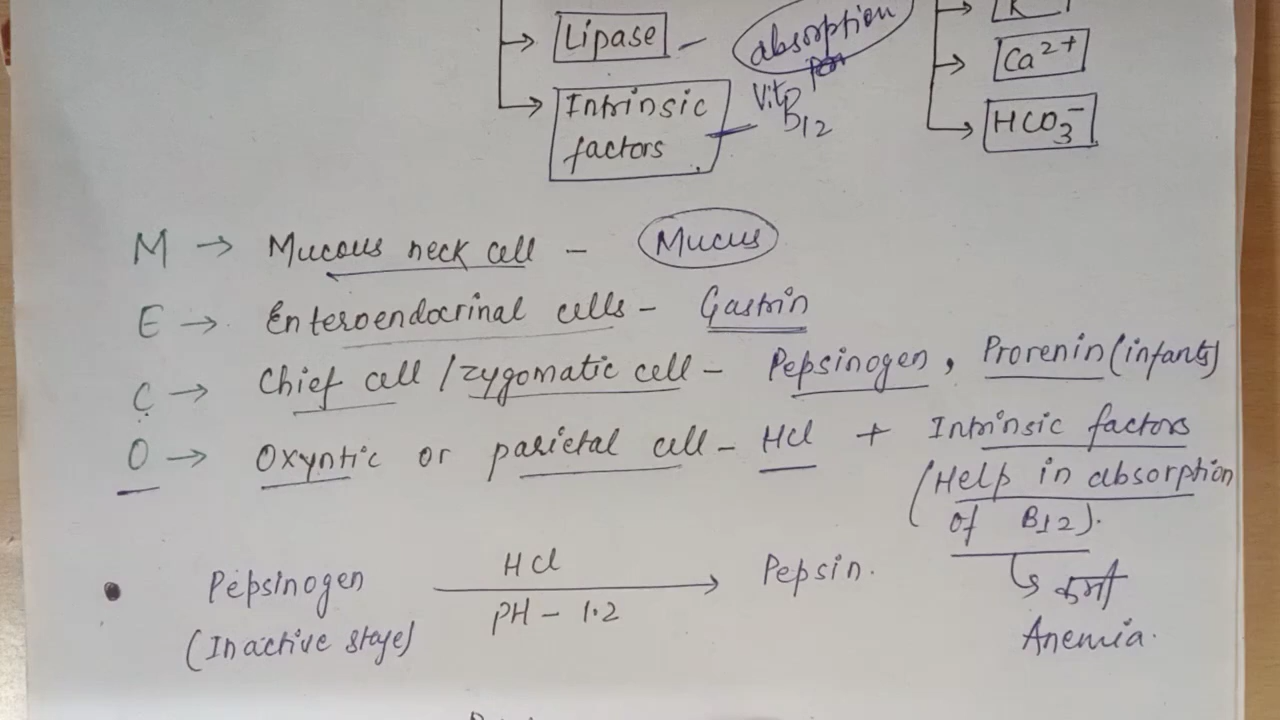 Lipase - absorption
for
Vit B12
Intrinsic
factors
Ca²⁺
HCO₃⁻
M → Mucous neck cell - Mucus
E → Enteroendocrinal cells - Gastrin
C → Chief cell / zygomatic cell - Pepsinogen, Prorenin (infants)
O → Oxyntic or parietal cell - HCl + Intrinsic factors
(Help in absorption
of B12).
कमी
Anemia.
• Pepsinogen HCl → Pepsin.
(Inactive stage) PH - 1.2